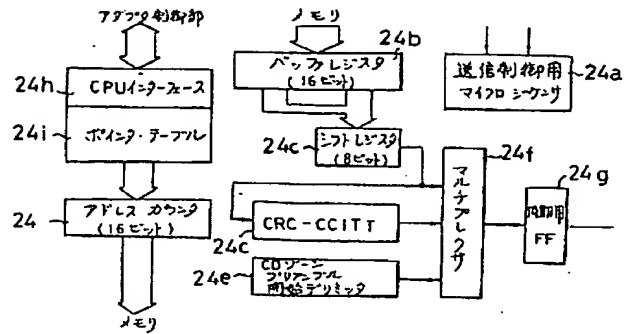 アダプタ制御部
メモリ
24h
CPUインターフェース
24i
ポインタ・テーブル
24
アドレス カウンタ
(16ビット)
メモリ
24b
バッファレジスタ
(16ビット)
24c
シフトレジスタ
(8ビット)
CRC-CCITT
24c
24e
CDゾーン
プリアンブル
開始デリミッタ
マルチプレクサ
24f
送信制御用
マイクロシーケンサ
24a
24g
同期用
FF